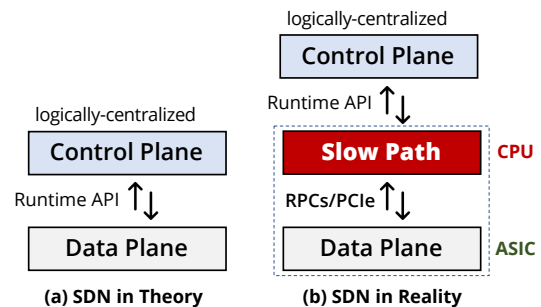 logically-centralized
Control Plane
Runtime API
Data Plane
(a) SDN in Theory
logically-centralized
Control Plane
Runtime API
Slow Path
CPU
RPCs/PCIe
Data Plane
ASIC
(b) SDN in Reality